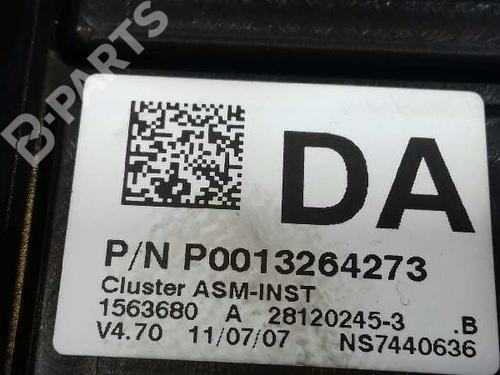 B-PARTS
DA
P/N P0013264273
Cluster ASM-INST
1563680 A 28120245-3 .B
V4.70 11/07/07 NS7440636